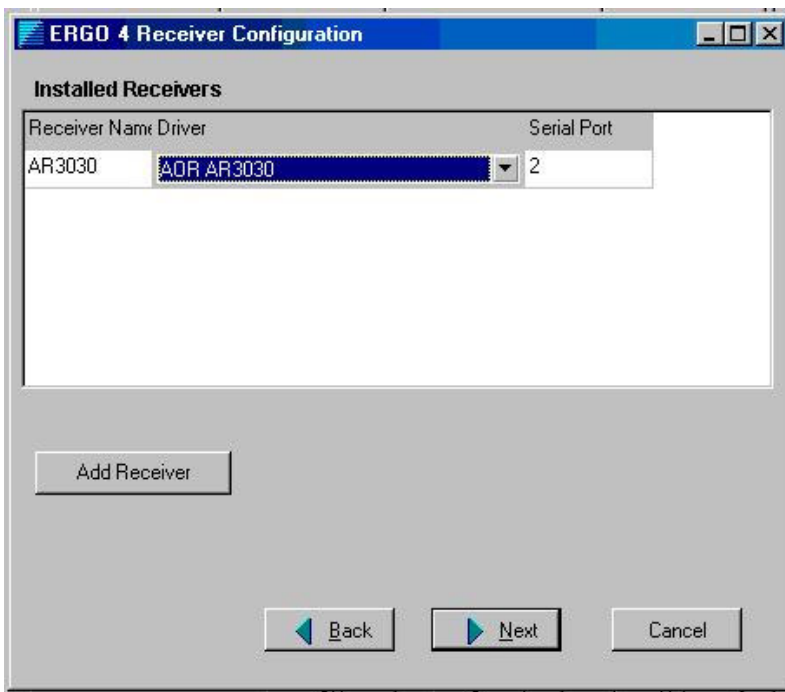 ERGO 4 Receiver Configuration
Installed Receivers
Receiver Name Driver Serial Port
AR3030 AOR AR3030 2
Add Receiver
Back Next Cancel